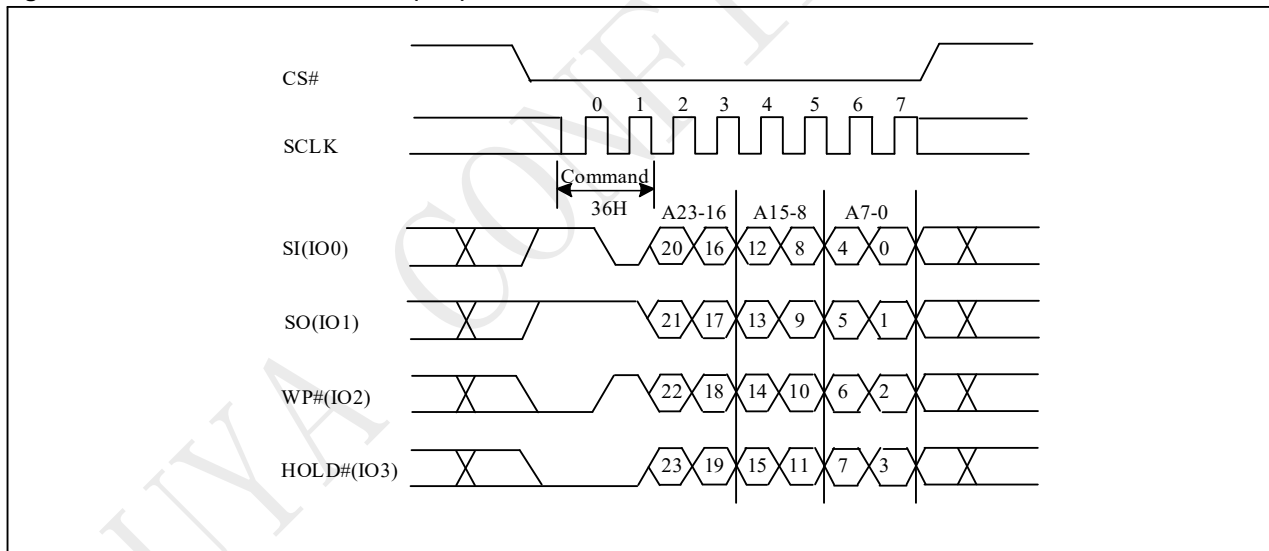 CS#
0 1 2 3 4 5 6 7
SCLK
Command
36H
A23-16 A15-8 A7-0
SI(IO0) 20 16 12 8 4 0
SO(IO1) 21 17 13 9 5 1
WP#(IO2) 22 18 14 10 6 2
HOLD#(IO3) 23 19 15 11 7 3